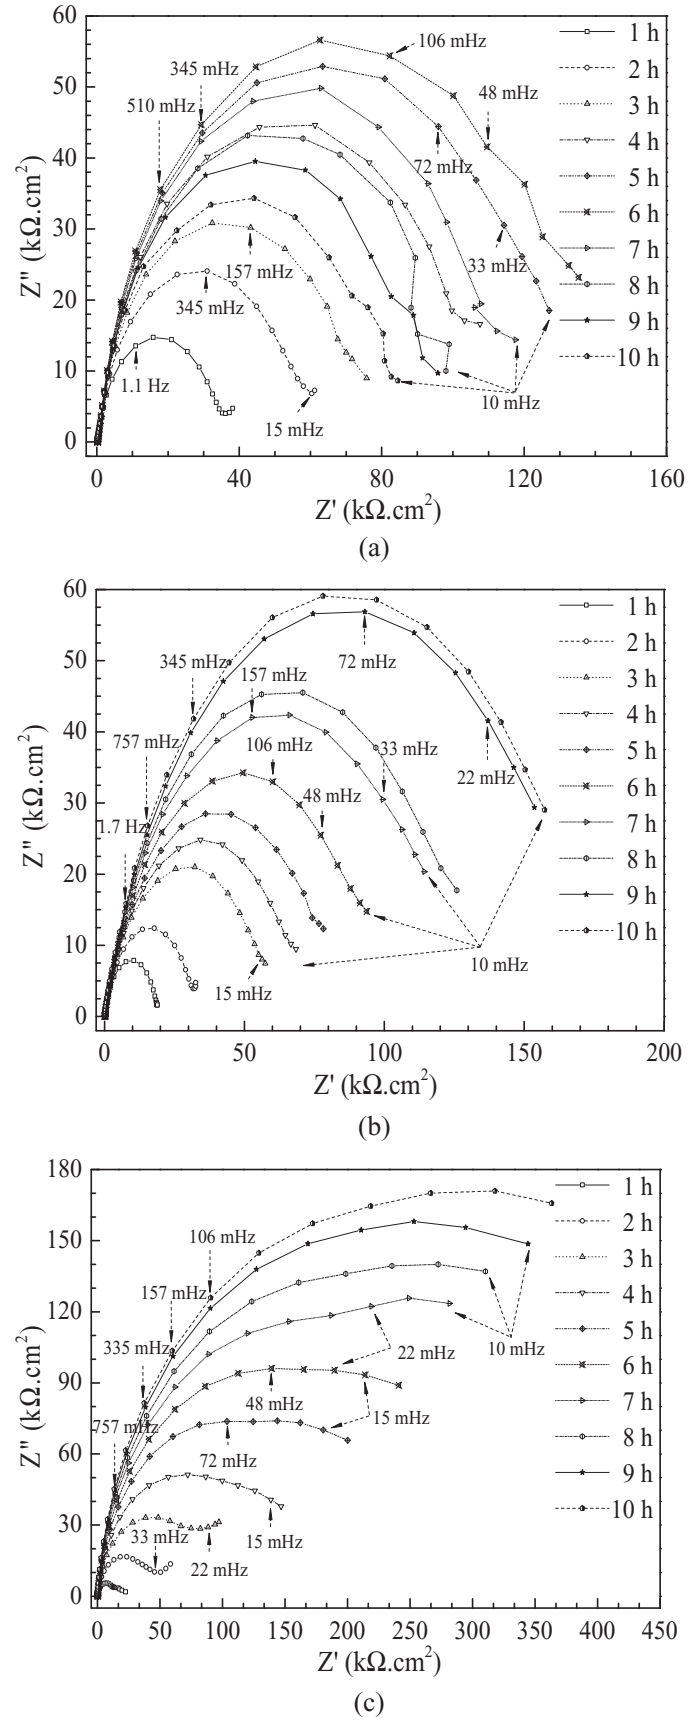 60
50
40
30
20
10
0
Z" (kΩ.cm²)
106 mHz
345 mHz
510 mHz
48 mHz
72 mHz
33 mHz
157 mHz
345 mHz
1.1 Hz
15 mHz
10 mHz
1 h
2 h
3 h
4 h
5 h
6 h
7 h
8 h
9 h
10 h
0 40 80 120 160
Z' (kΩ.cm²)
(a)
60
50
40
30
20
10
0
Z" (kΩ.cm²)
345 mHz
72 mHz
157 mHz
757 mHz
106 mHz
33 mHz
48 mHz
22 mHz
1.7 Hz
15 mHz
10 mHz
1 h
2 h
3 h
4 h
5 h
6 h
7 h
8 h
9 h
10 h
0 50 100 150 200
Z' (kΩ.cm²)
(b)
180
150
120
90
60
30
0
Z" (kΩ.cm²)
106 mHz
157 mHz
335 mHz
22 mHz
10 mHz
757 mHz
48 mHz
15 mHz
72 mHz
33 mHz
22 mHz
15 mHz
1 h
2 h
3 h
4 h
5 h
6 h
7 h
8 h
9 h
10 h
0 50 100 150 200 250 300 350 400 450
Z' (kΩ.cm²)
(c)